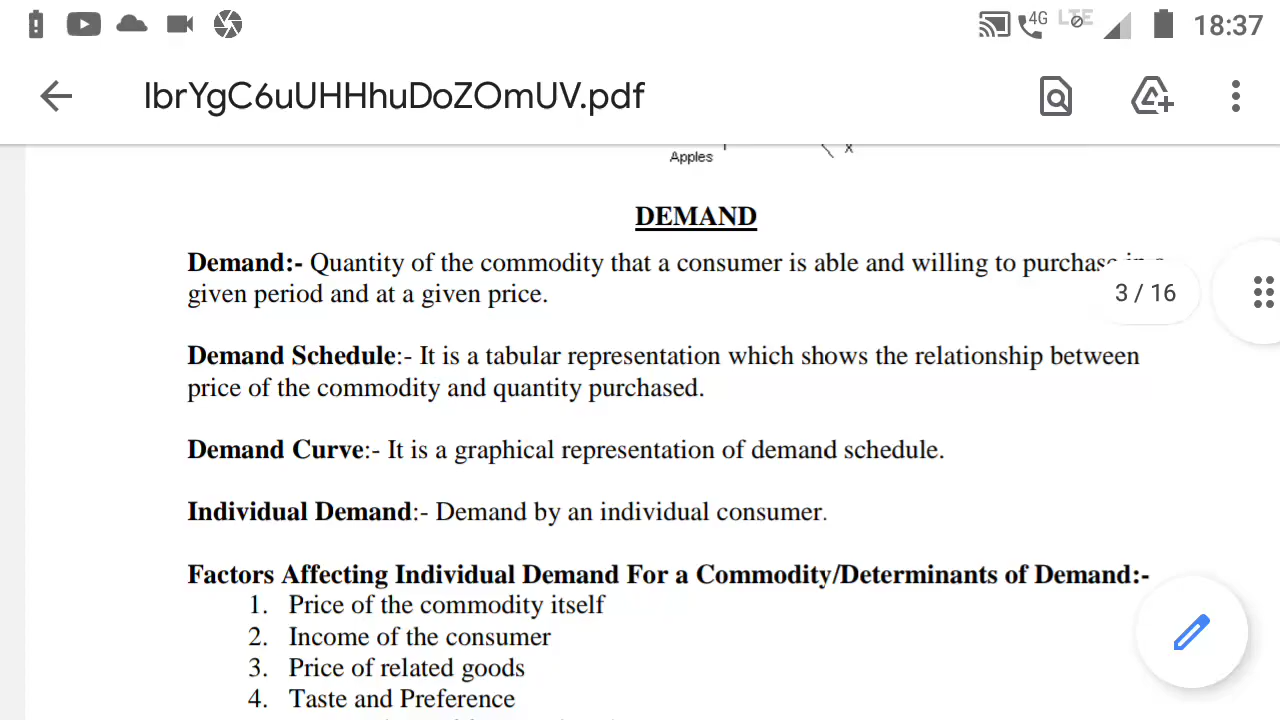 4G LTE 18:37
IbrYgC6uUHHhuDoZOmUV.pdf
Apples x
DEMAND
Demand:- Quantity of the commodity that a consumer is able and willing to purchase in a
given period and at a given price.
3 / 16
Demand Schedule:- It is a tabular representation which shows the relationship between
price of the commodity and quantity purchased.
Demand Curve:- It is a graphical representation of demand schedule.
Individual Demand:- Demand by an individual consumer.
Factors Affecting Individual Demand For a Commodity/Determinants of Demand:-
1. Price of the commodity itself
2. Income of the consumer
3. Price of related goods
4. Taste and Preference